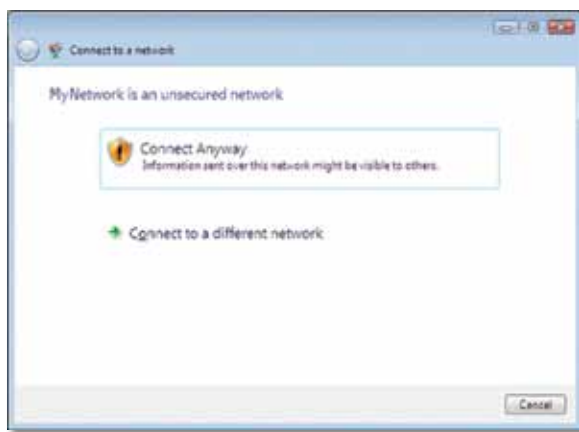 Connect to a network
MyNetwork is an unsecured network
Connect Anyway
Information sent over this network might be visible to others.
Connect to a different network
Cancel